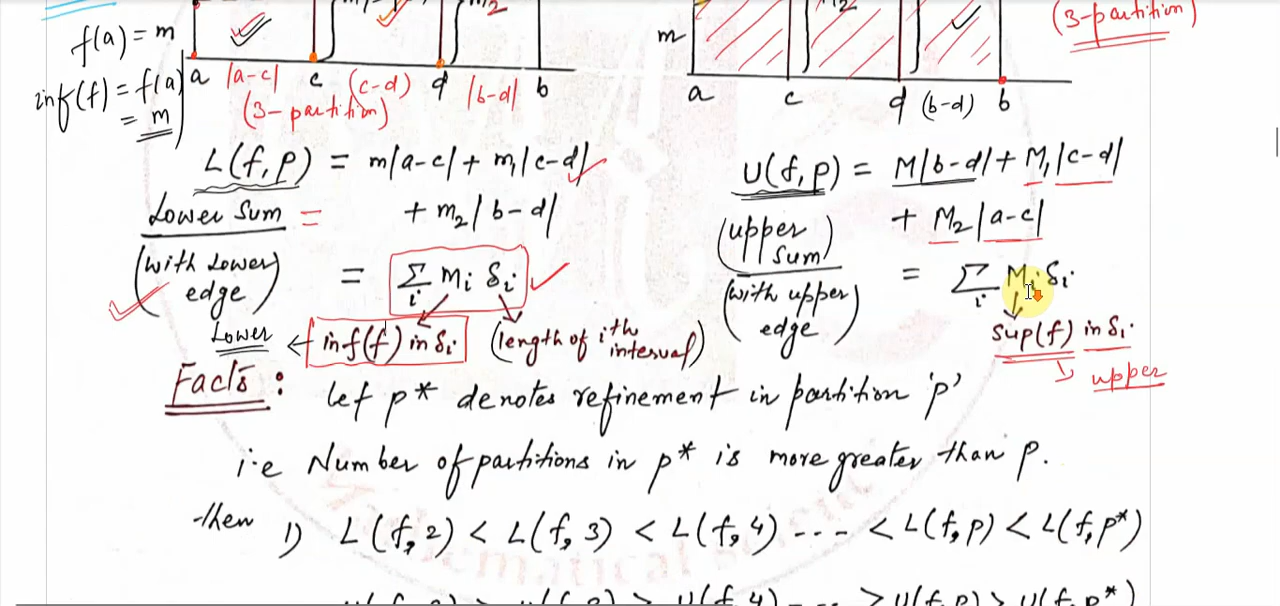 m₂
(3-partition)
f(a) = m
inf(f) = f(a)
= m
a |a-c| c (c-d) d |b-d| b
(3-partition)
m
a c d (b-d) b
L(f,P) = m|a-c| + m₁|c-d|
Lower Sum = + m₂|b-d|
(with Lower edge)
= Σᵢ mᵢ δᵢ
Lower ← inf(f) in δᵢ (length of iᵗʰ interval)
U(f,P) = M|b-d| + M₁|c-d|
+ M₂|a-c|
(upper sum)
(with upper edge)
= Σᵢ Mᵢ δᵢ
sup(f) in δᵢ
upper
Facts : Let p* denotes refinement in partition 'p'
i.e Number of partitions in p* is more greater than p.
then 1) L(f,2) < L(f,3) < L(f,4) --- < L(f,p) < L(f,p*)
> U(f,p) > U(f,p*)